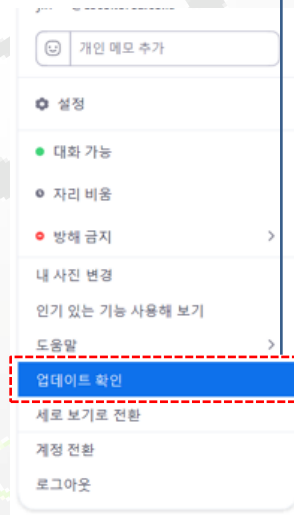 개인 메모 추가
설정
대화 가능
자리 비움
방해 금지
내 사진 변경
인기 있는 기능 사용해 보기
도움말
업데이트 확인
세로 보기로 전환
계정 전환
로그아웃